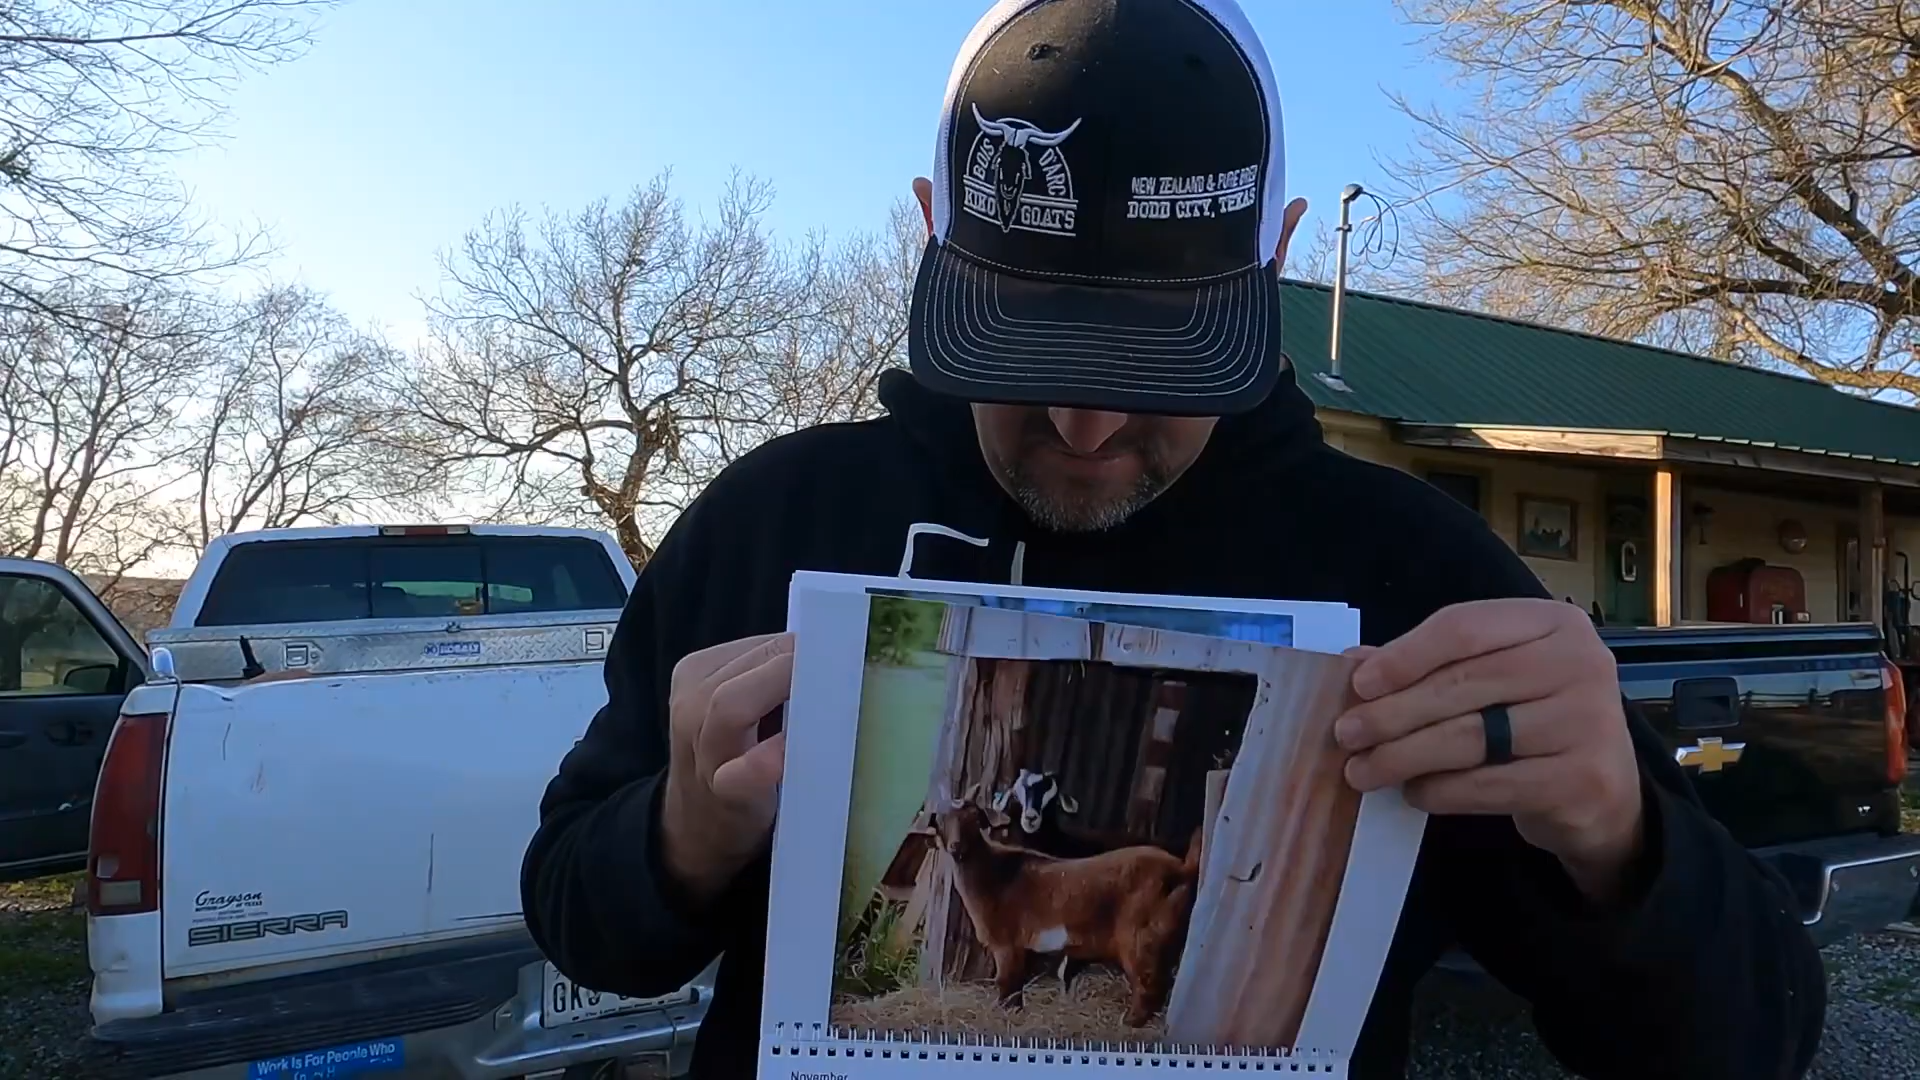 BOIS D'ARC
KIKO GOATS
NEW ZEALAND & PURE BRED
DODD CITY, TEXAS
KOBALT
Grayson
SIERRA
GK
Work Is For People Who
November
C